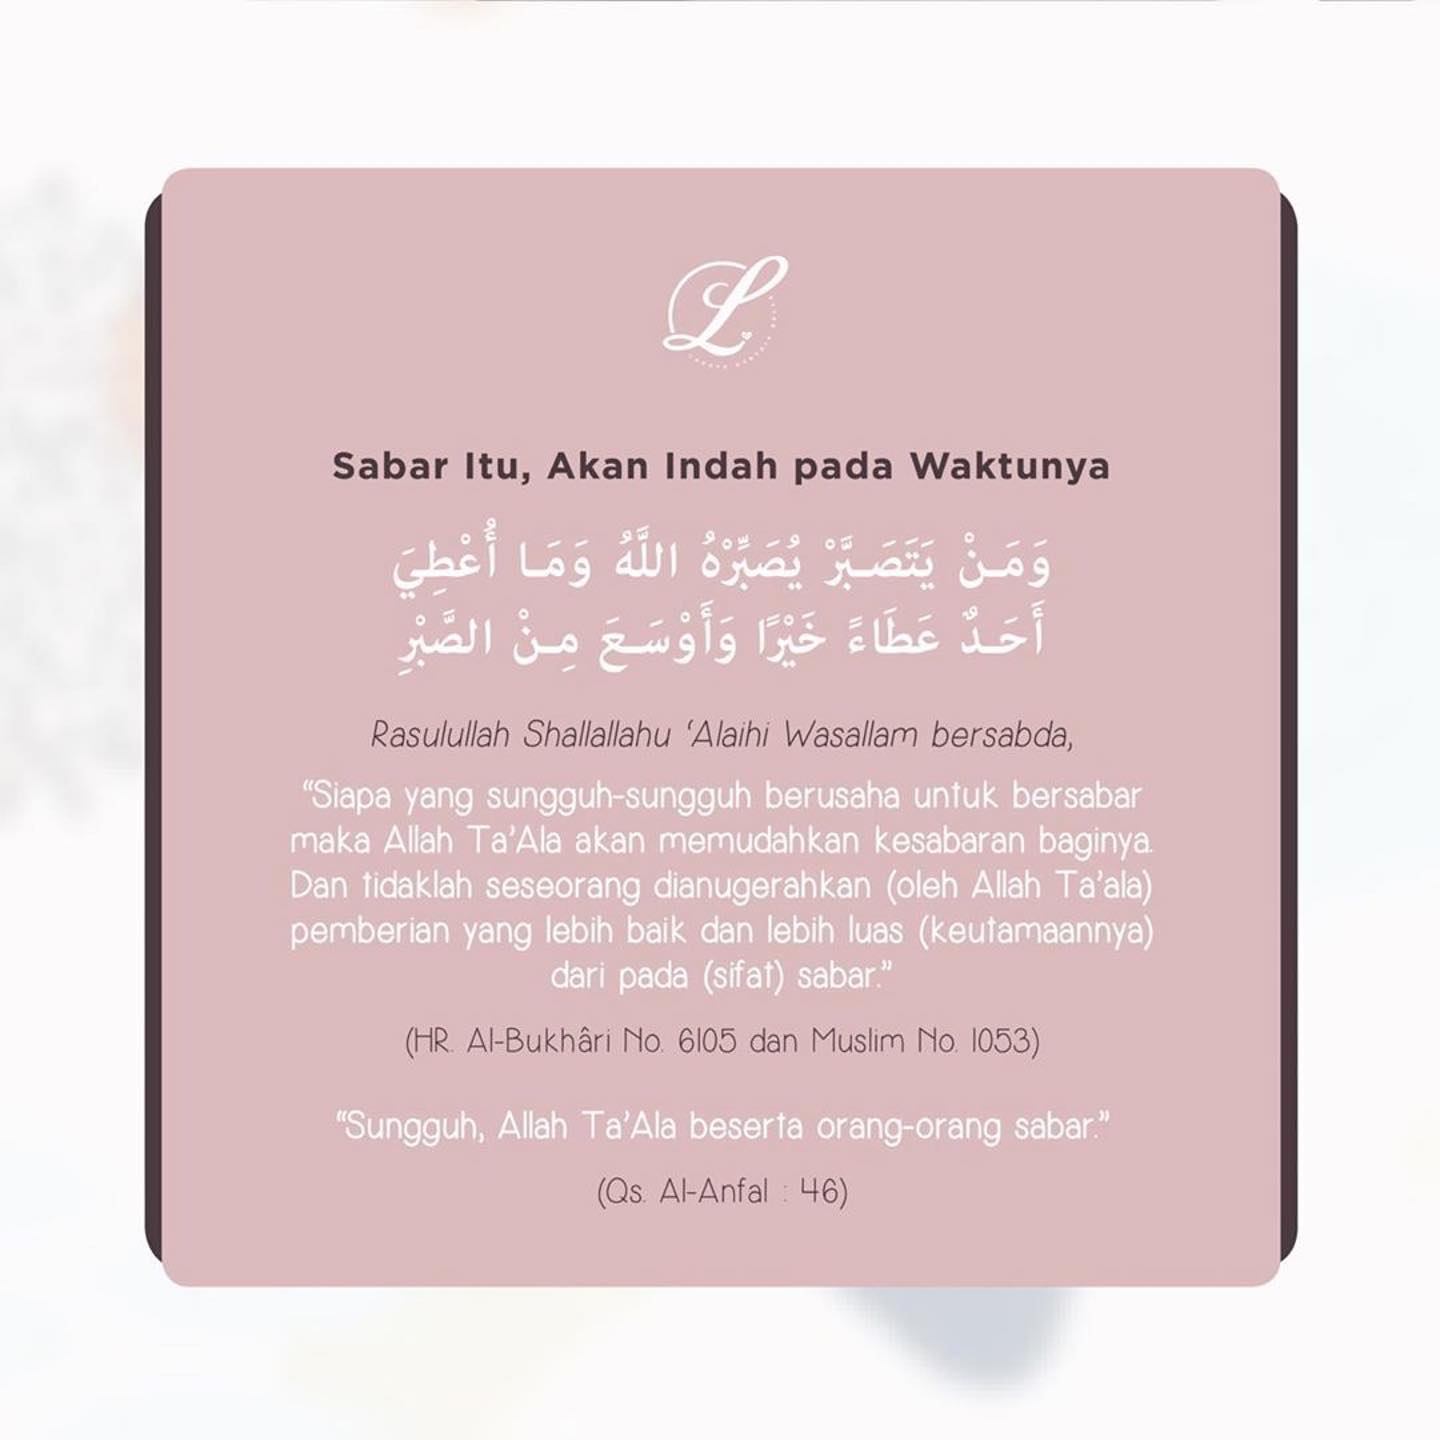 L
Sabar Itu, Akan Indah pada Waktunya
وَمَنْ يَتَصَبَّرْ يُصَبِّرْهُ اللَّهُ وَمَا أُعْطِيَ
أَحَدٌ عَطَاءً خَيْرًا وَأَوْسَعَ مِنْ الصَّبْرِ
Rasulullah Shallallahu ‘Alaihi Wasallam bersabda,
“Siapa yang sungguh-sungguh berusaha untuk bersabar
maka Allah Ta’Ala akan memudahkan kesabaran baginya.
Dan tidaklah seseorang dianugerahkan (oleh Allah Ta’ala)
pemberian yang lebih baik dan lebih luas (keutamaannya)
dari pada (sifat) sabar.”
(HR. Al-Bukhâri No. 6105 dan Muslim No. 1053)
“Sungguh, Allah Ta’Ala beserta orang-orang sabar.”
(Qs. Al-Anfal : 46)